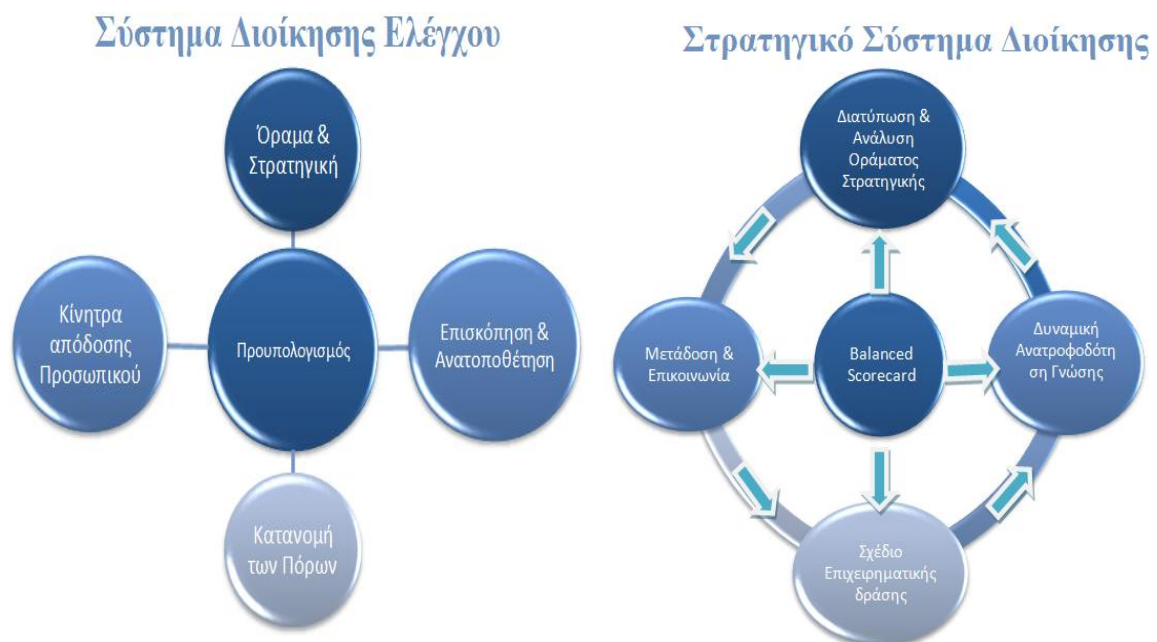 Σύστημα Διοίκησης Ελέγχου
Όραμα &
Στρατηγική
Κίνητρα
απόδοσης
Προσωπικού
Προυπολογισμός
Επισκόπηση &
Ανατοποθέτηση
Κατανομή
των Πόρων
Στρατηγικό Σύστημα Διοίκησης
Διατύπωση &
Ανάλυση
Οράματος
Στρατηγικής
Μετάδοση &
Επικοινωνία
Balanced
Scorecard
Δυναμική
Ανατροφοδότη
ση Γνώσης
Σχέδιο
Επιχειρηματικής
δράσης